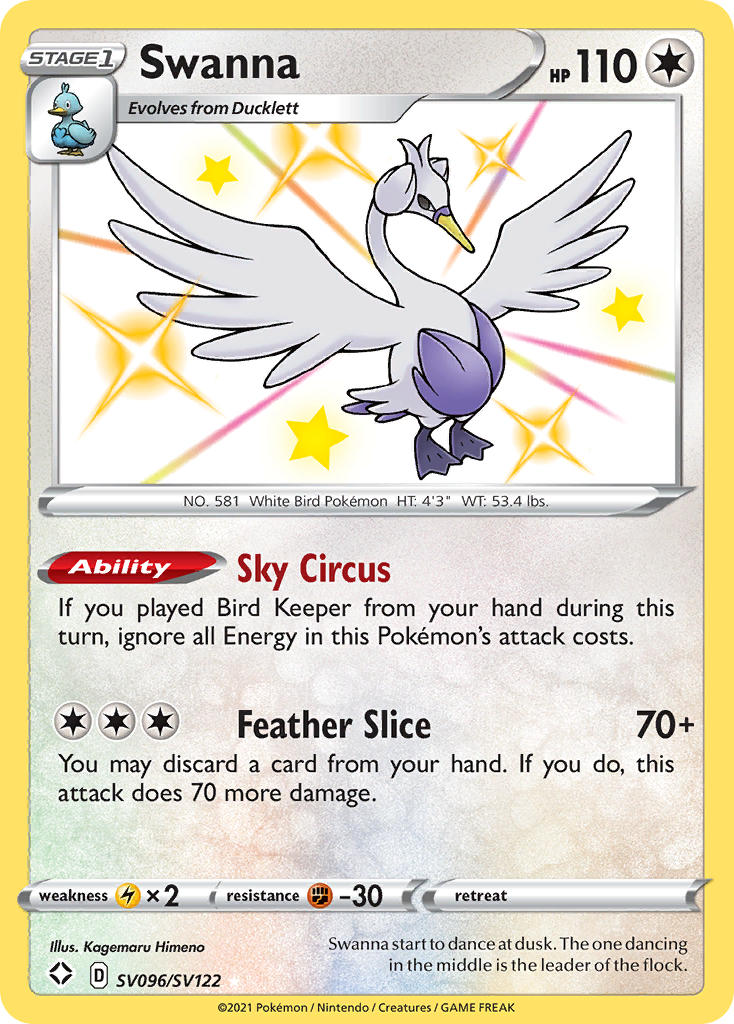 STAGE 1
Swanna
HP 110
Evolves from Ducklett
NO. 581 White Bird Pokémon HT: 4'3" WT: 53.4 lbs.
Ability Sky Circus
If you played Bird Keeper from your hand during this
turn, ignore all Energy in this Pokémon's attack costs.
Feather Slice 70+
You may discard a card from your hand. If you do, this
attack does 70 more damage.
weakness ×2 resistance -30 retreat
Illus. Kagemaru Himeno
Swanna start to dance at dusk. The one dancing
in the middle is the leader of the flock.
D SV096/SV122
©2021 Pokémon / Nintendo / Creatures / GAME FREAK